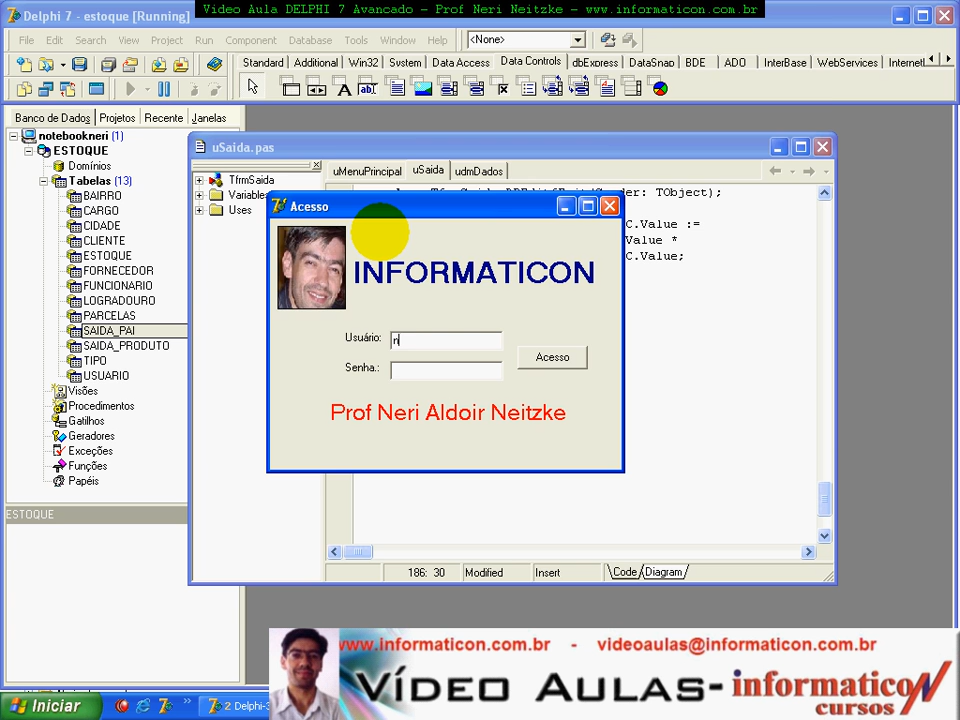 Delphi 7 - estoque [Running]
Video Aula DELPHI 7 Avancado - Prof Neri Neitzke - www.informaticon.com.br
File Edit Search View Project Run Component Database Tools Window Help
<None>
Standard Additional Win32 System Data Access Data Controls dbExpress DataSnap BDE ADO InterBase WebServices
Banco de Dados Projetos Recente Janelas
notebookneri (1)
ESTOQUE
Domínios
Tabelas (13)
BAIRRO
CARGO
CIDADE
CLIENTE
ESTOQUE
FORNECEDOR
FUNCIONARIO
LOGRADOURO
PARCELAS
SAIDA_PAI
SAIDA_PRODUTO
TIPO
USUARIO
Visões
Procedimentos
Gatilhos
Geradores
Exceções
Funções
Papéis
ESTOQUE
uSaida.pas
uMenuPrincipal uSaida udmDados
TfrmSaida
Variables
Uses
TObject);
C.Value :=
Value *
C.Value;
Acesso
INFORMATICON
Usuário: n
Senha.:
Acesso
Prof Neri Aldoir Neitzke
186: 30 Modified Insert Code Diagram
www.informaticon.com.br - videoaulas@informaticon.com.br
VÍDEO AULAS- informaticon
cursos
Iniciar
2 Delphi-3